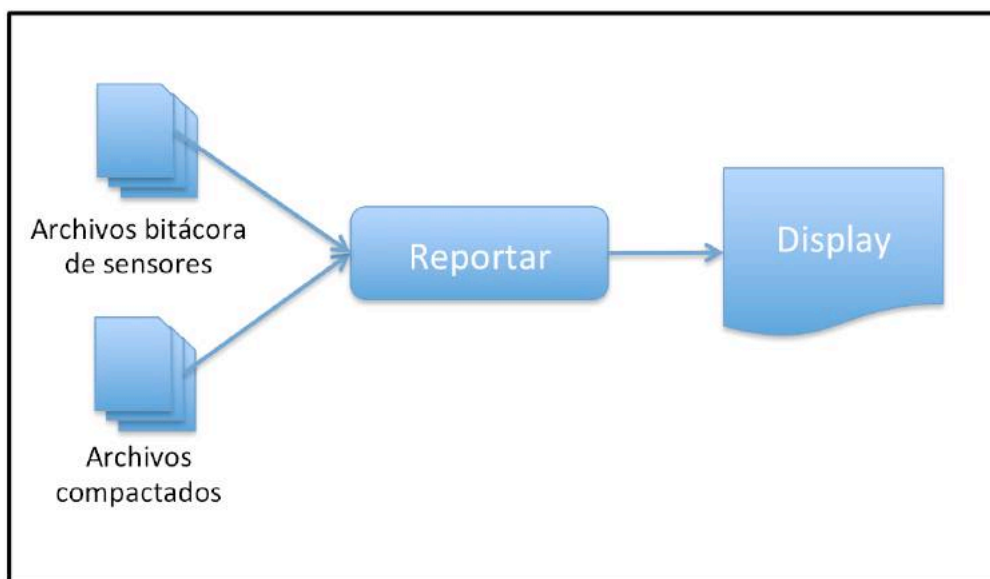 Archivos bitácora
de sensores
Reportar
Display
Archivos
compactados